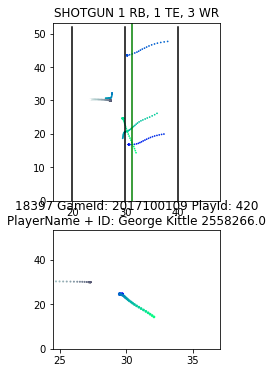 SHOTGUN 1 RB, 1 TE, 3 WR
50
40
30
20
10
0
20 30 40
18397 GameId: 2017100109 PlayId: 420
PlayerName + ID: George Kittle 2558266.0
40
20
0
25 30 35